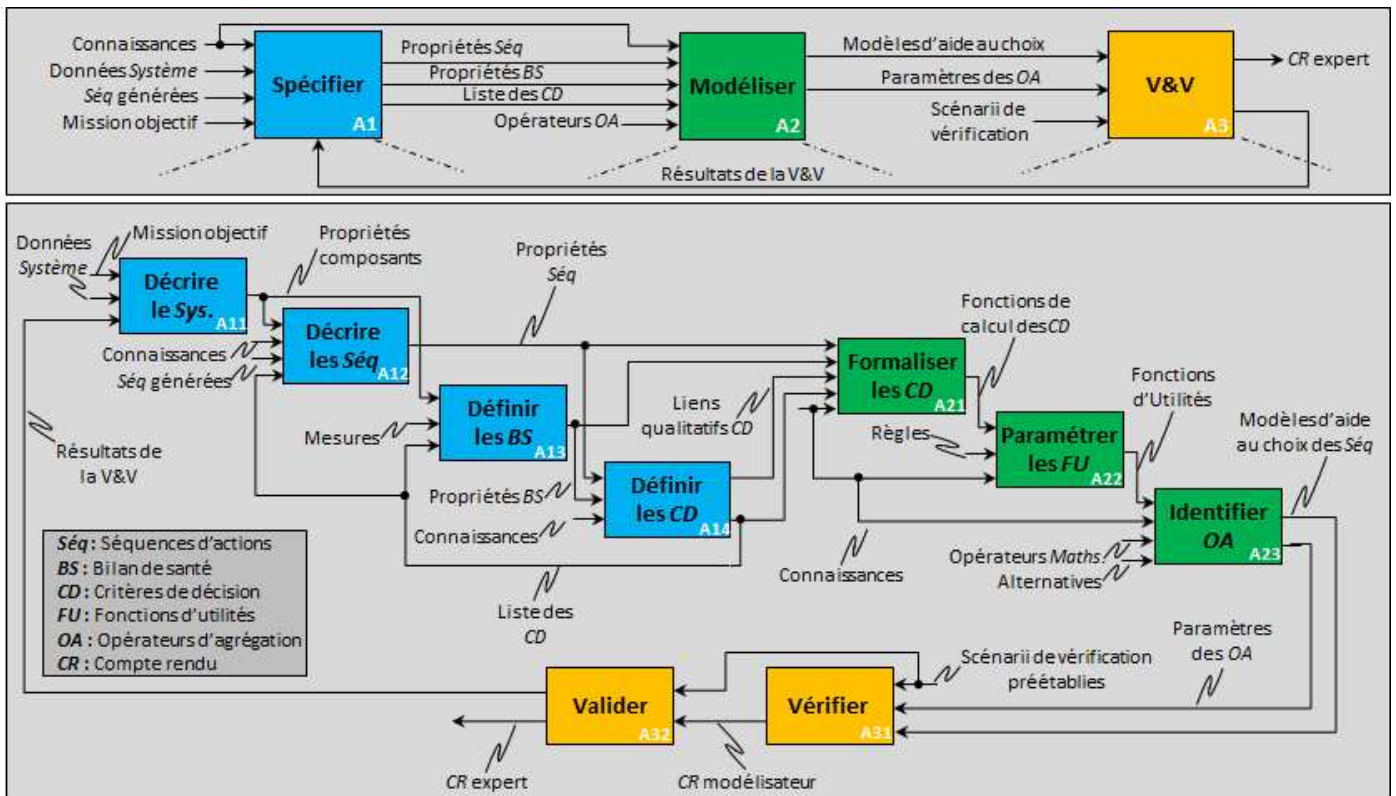 Connaissances
Données Système
Séq générées
Mission objectif
Spécifier
A1
Propriétés Séq
Propriétés BS
Liste des CD
Opérateurs OA
Modéliser
A2
Modèles d'aide au choix
Paramètres des OA
Scénarii de
vérification
V&V
A3
CR expert
Résultats de la V&V
Données
Système
Mission objectif
Propriétés
composants
Propriétés
Séq
Décrire
le Sys.
A11
Connaissances
Séq générées
Décrire
les Séq
A12
Mesures
Définir
les BS
A13
Liens
qualitatifs CD
Fonctions de
calcul des CD
Formaliser
les CD
A21
Fonctions
d'Utilités
Règles
Paramétrer
les FU
A22
Modèles d'aide
au choix des Séq
Résultats de
la V&V
Propriétés BS
Connaissances
Définir
les CD
A14
Identifier
OA
A23
Opérateurs Maths.
Alternatives
Connaissances
Liste des
CD
Séq : Séquences d'actions
BS : Bilan de santé
CD : Critères de décision
FU : Fonctions d'utilités
OA : Opérateurs d'agrégation
CR : Compte rendu
Paramètres
des OA
Scénarii de vérification
préétablies
Valider
A32
Vérifier
A31
CR expert
CR modélisateur